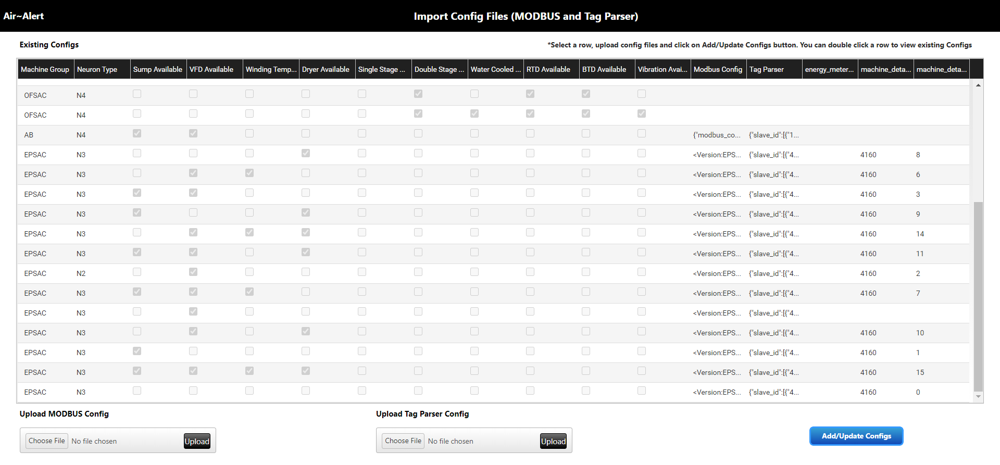 Air~Alert
Import Config Files (MODBUS and Tag Parser)
Existing Configs
*Select a row, upload config files and click on Add/Update Configs button. You can double click a row to view existing Configs
Machine Group Neuron Type Sump Available VFD Available Winding Temp... Dryer Available Single Stage ... Double Stage ... Water Cooled ... RTD Available BTD Available Vibration Avai... Modbus Config Tag Parser energy_meter... machine_deta... machine_deta...
OFSAC N4
OFSAC N4
AB N4 {"modbus_co... {"slave_id":[{"1...
EPSAC N3 <Version:EPS... {"slave_id":[{"4... 4160 8
EPSAC N3 <Version:EPS... {"slave_id":[{"4... 4160 6
EPSAC N3 <Version:EPS... {"slave_id":[{"4... 4160 3
EPSAC N3 <Version:EPS... {"slave_id":[{"4... 4160 9
EPSAC N3 <Version:EPS... {"slave_id":[{"4... 4160 14
EPSAC N3 <Version:EPS... {"slave_id":[{"4... 4160 11
EPSAC N2 <Version:EPS... {"slave_id":[{"4... 4160 2
EPSAC N3 <Version:EPS... {"slave_id":[{"4... 4160 7
EPSAC N3 <Version:EPS... {"slave_id":[{"4...
EPSAC N3 <Version:EPS... {"slave_id":[{"4... 4160 10
EPSAC N3 <Version:EPS... {"slave_id":[{"4... 4160 1
EPSAC N3 <Version:EPS... {"slave_id":[{"4... 4160 15
EPSAC N3 <Version:EPS... {"slave_id":[{"4... 4160 0
Upload MODBUS Config Upload Tag Parser Config
Choose File No file chosen Upload Choose File No file chosen Upload Add/Update Configs